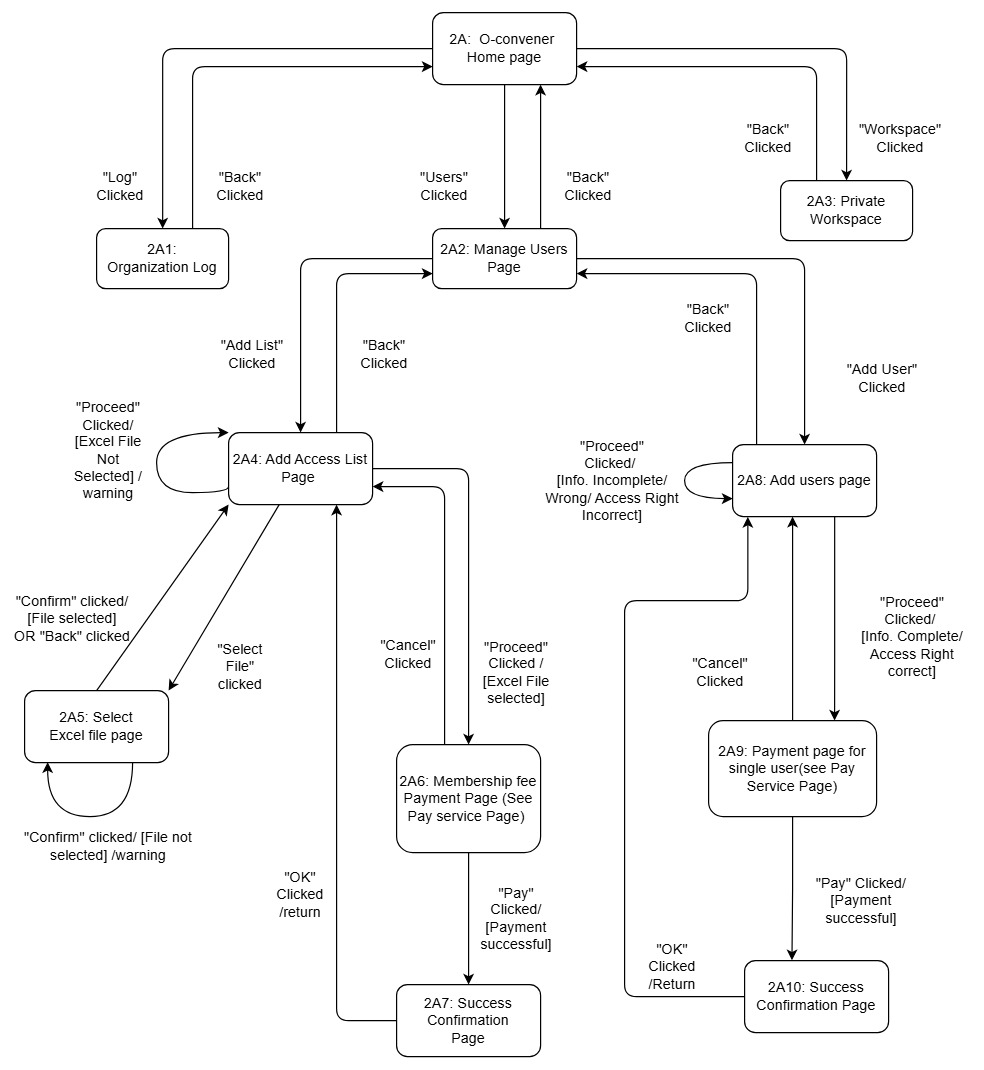 2A:  O-convener
Home page
"Log"
Clicked
"Back"
Clicked
"Users"
Clicked
"Back"
Clicked
"Back"
Clicked
"Workspace"
Clicked
2A1:
Organization Log
2A2: Manage Users
Page
2A3: Private
Workspace
"Add List"
Clicked
"Back"
Clicked
"Back"
Clicked
"Add User"
Clicked
"Proceed"
Clicked/
[Excel File
Not
Selected] /
warning
2A4: Add Access List
Page
"Proceed"
Clicked/
[Info. Incomplete/
Wrong/ Access Right
Incorrect]
2A8: Add users page
"Confirm" clicked/
[File selected]
OR "Back" clicked
"Select
File"
clicked
"Cancel"
Clicked
"Proceed"
Clicked /
[Excel File
selected]
"Cancel"
Clicked
"Proceed"
Clicked/
[Info. Complete/
Access Right
correct]
2A5: Select
Excel file page
2A6: Membership fee
Payment Page (See
Pay service Page)
2A9: Payment page for
single user(see Pay
Service Page)
"Confirm" clicked/ [File not
selected] /warning
"OK"
Clicked
/return
"Pay"
Clicked/
[Payment
successful]
"Pay" Clicked/
[Payment
successful]
"OK"
Clicked
/Return
2A7: Success
Confirmation
Page
2A10: Success
Confirmation Page